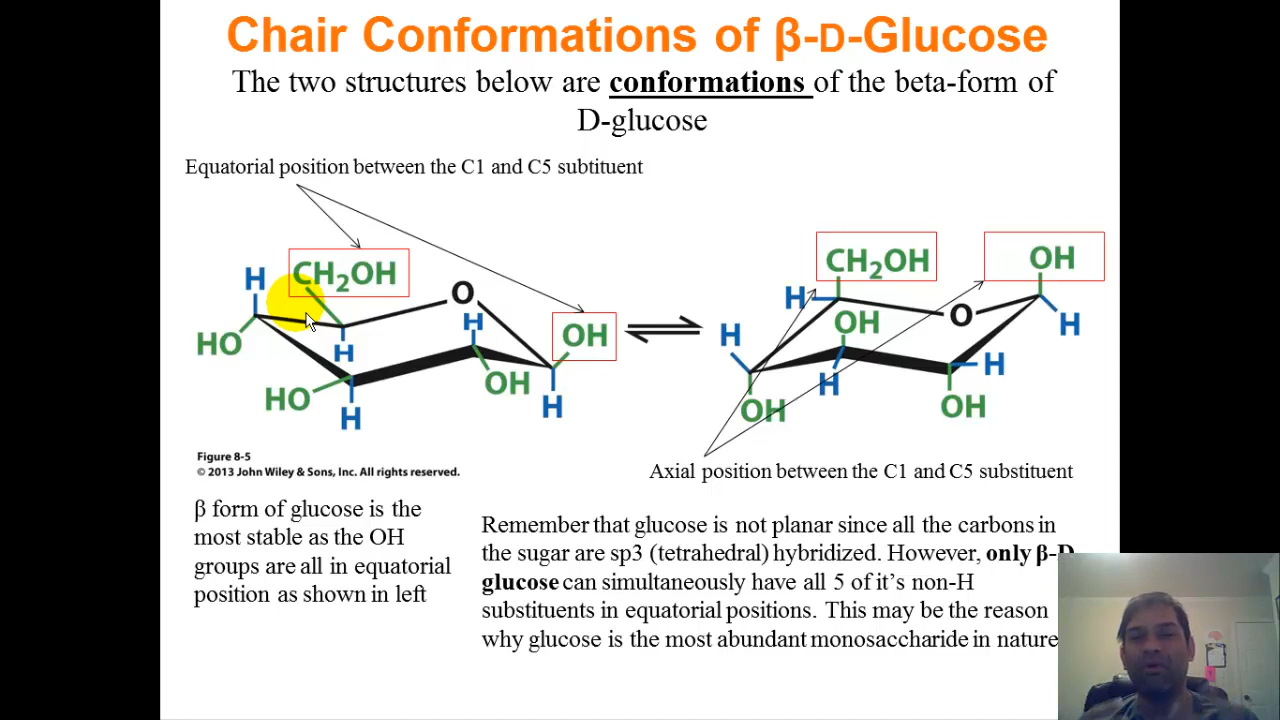 Chair Conformations of β-D-Glucose
The two structures below are conformations of the beta-form of
D-glucose
Equatorial position between the C1 and C5 subtituent
H
CH2OH
O
H
HO
H
OH
HO
OH
H
H
CH2OH
OH
H
O
H
OH
H
H
H
OH
OH
Axial position between the C1 and C5 substituent
Figure 8-5
© 2013 John Wiley & Sons, Inc. All rights reserved.
β form of glucose is the
most stable as the OH
groups are all in equatorial
position as shown in left
Remember that glucose is not planar since all the carbons in
the sugar are sp3 (tetrahedral) hybridized. However, only β-D
glucose can simultaneously have all 5 of it's non-H
substituents in equatorial positions. This may be the reason
why glucose is the most abundant monosaccharide in nature